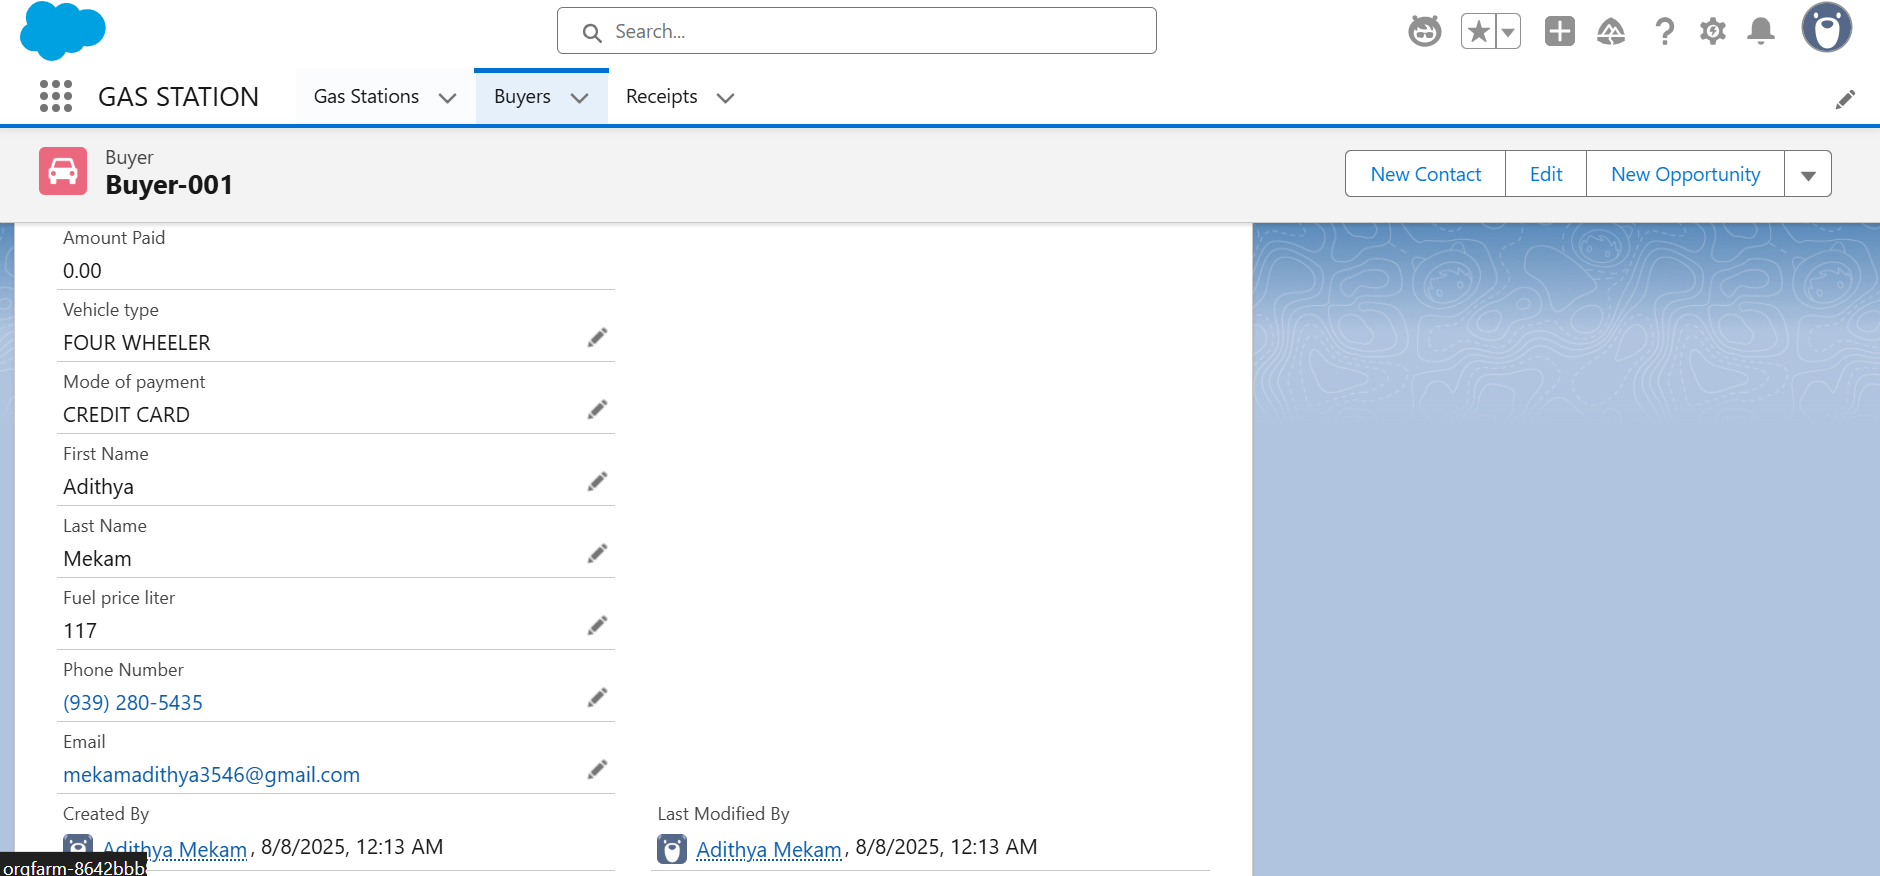 Search...
GAS STATION
Gas Stations
Buyers
Receipts
Buyer
Buyer-001
New Contact
Edit
New Opportunity
Amount Paid
0.00
Vehicle type
FOUR WHEELER
Mode of payment
CREDIT CARD
First Name
Adithya
Last Name
Mekam
Fuel price liter
117
Phone Number
(939) 280-5435
Email
mekamadithya3546@gmail.com
Created By
Adithya Mekam, 8/8/2025, 12:13 AM
Last Modified By
Adithya Mekam, 8/8/2025, 12:13 AM